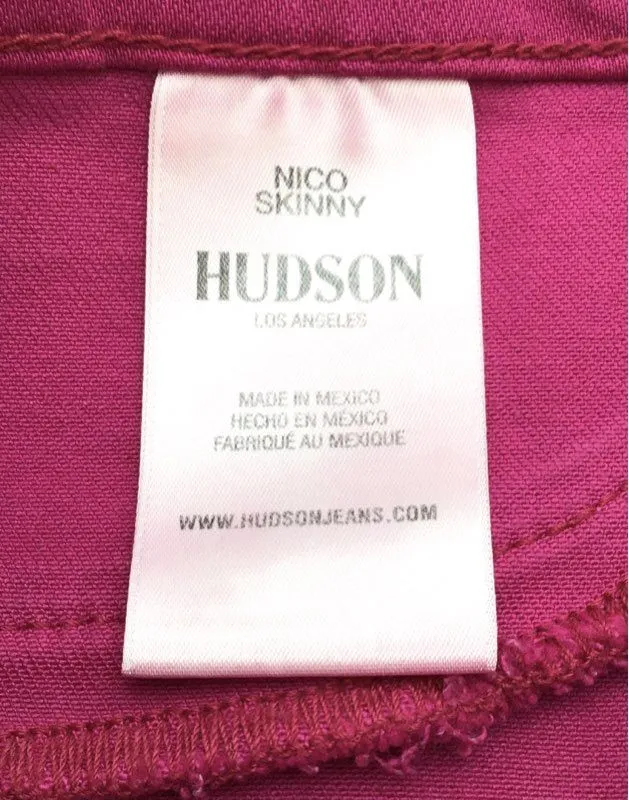 NICO
SKINNY
HUDSON
LOS ANGELES
MADE IN MEXICO
HECHO EN MÉXICO
FABRIQUÉ AU MEXIQUE
WWW.HUDSONJEANS.COM